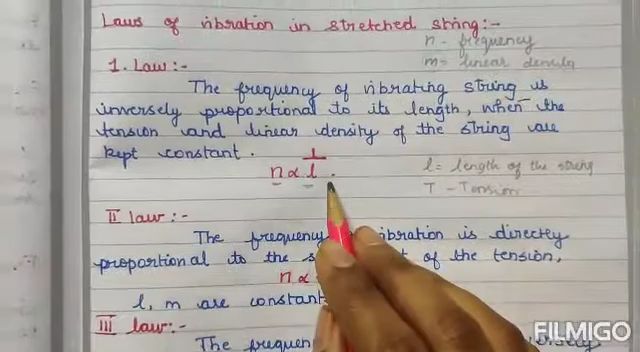 Laws of vibration in stretched string:-
n - frequency
m = linear density
1. Law:-
The frequency of vibrating string is
inversely proportional to its length, when the
tension and linear density of the string are
kept constant.
n ∝ 1/l .
l = length of the string
T - Tension
II law:-
The frequency vibration is directly
proportional to the of the tension,
n ∝
l, m are constant
III law:-
The frequen
FILMIGO